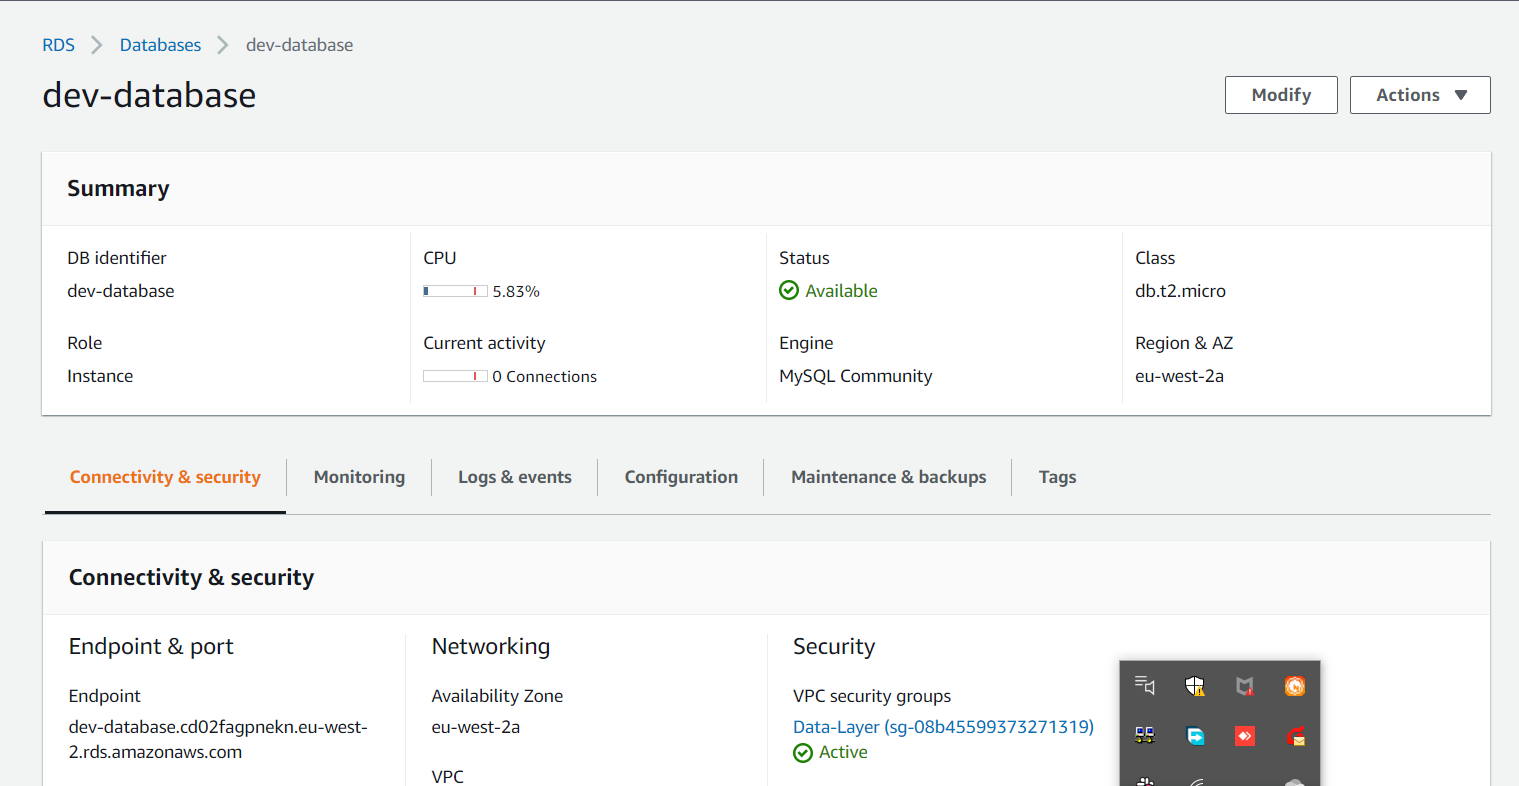 RDS > Databases > dev-database
dev-database
Modify
Actions
Summary
DB identifier
dev-database
CPU
5.83%
Status
Available
Class
db.t2.micro
Role
Instance
Current activity
0 Connections
Engine
MySQL Community
Region & AZ
eu-west-2a
Connectivity & security
Monitoring
Logs & events
Configuration
Maintenance & backups
Tags
Connectivity & security
Endpoint & port
Endpoint
dev-database.cd02fagpnekn.eu-west-
2.rds.amazonaws.com
Networking
Availability Zone
eu-west-2a
VPC
Security
VPC security groups
Data-Layer (sg-08b45599373271319)
Active